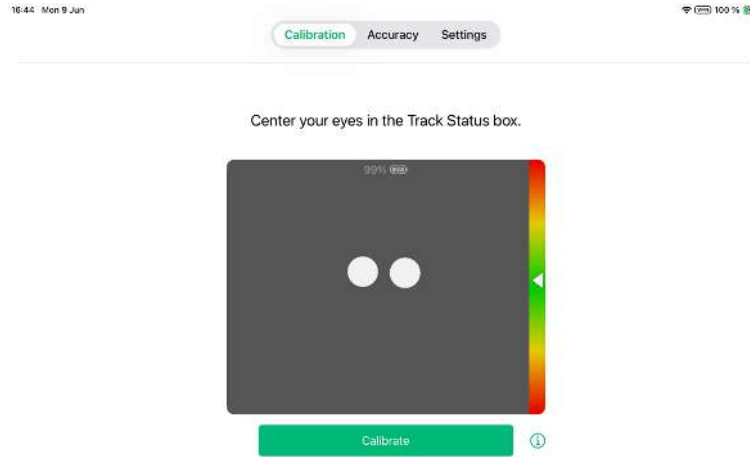 16:44 Mon 9 Jun
100 %
Calibration Accuracy Settings
Center your eyes in the Track Status box.
99%
Calibrate